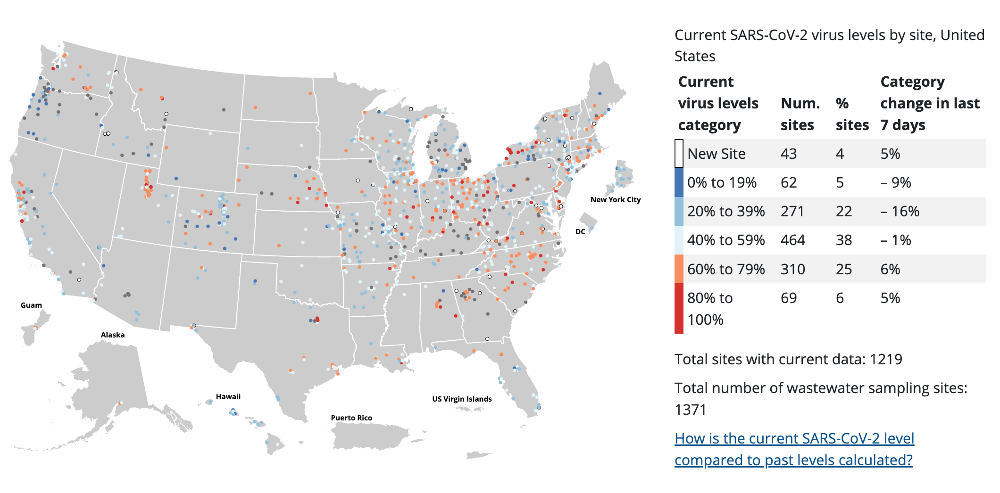 Current SARS-CoV-2 virus levels by site, United
States
Current
virus levels
category
Num.
sites
%
sites
Category
change in last
7 days
New Site 43 4 5%
0% to 19% 62 5 – 9%
20% to 39% 271 22 – 16%
40% to 59% 464 38 – 1%
60% to 79% 310 25 6%
80% to 69 6 5%
100%
Total sites with current data: 1219
Total number of wastewater sampling sites:
1371
How is the current SARS-CoV-2 level
compared to past levels calculated?
New York City
DC
Guam
Alaska
Hawaii
US Virgin Islands
Puerto Rico